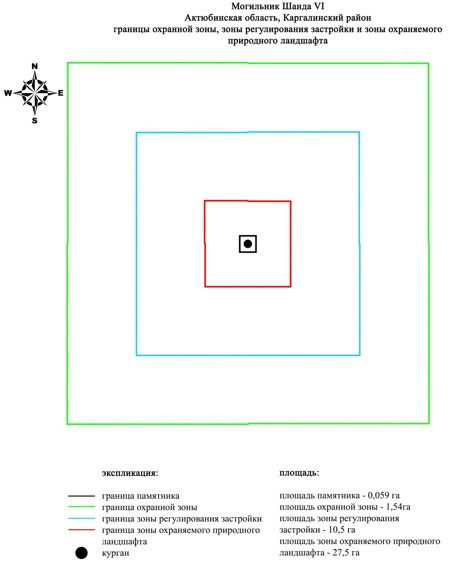 Могильник Шанда VI
Актюбинская область, Каргалинский район
границы охранной зоны, зоны регулирования застройки и зоны охраняемого
природного ландшафта
N
W E
S
экспликация:
граница памятника
граница охранной зоны
граница зоны регулирования застройки
граница зоны охраняемого природного
ландшафта
курган
площадь:
площадь памятника - 0,059 га
площадь охранной зоны - 1,54га
площадь зоны регулирования
застройки - 10,5 га
площадь зоны охраняемого природного
ландшафта - 27,5 га